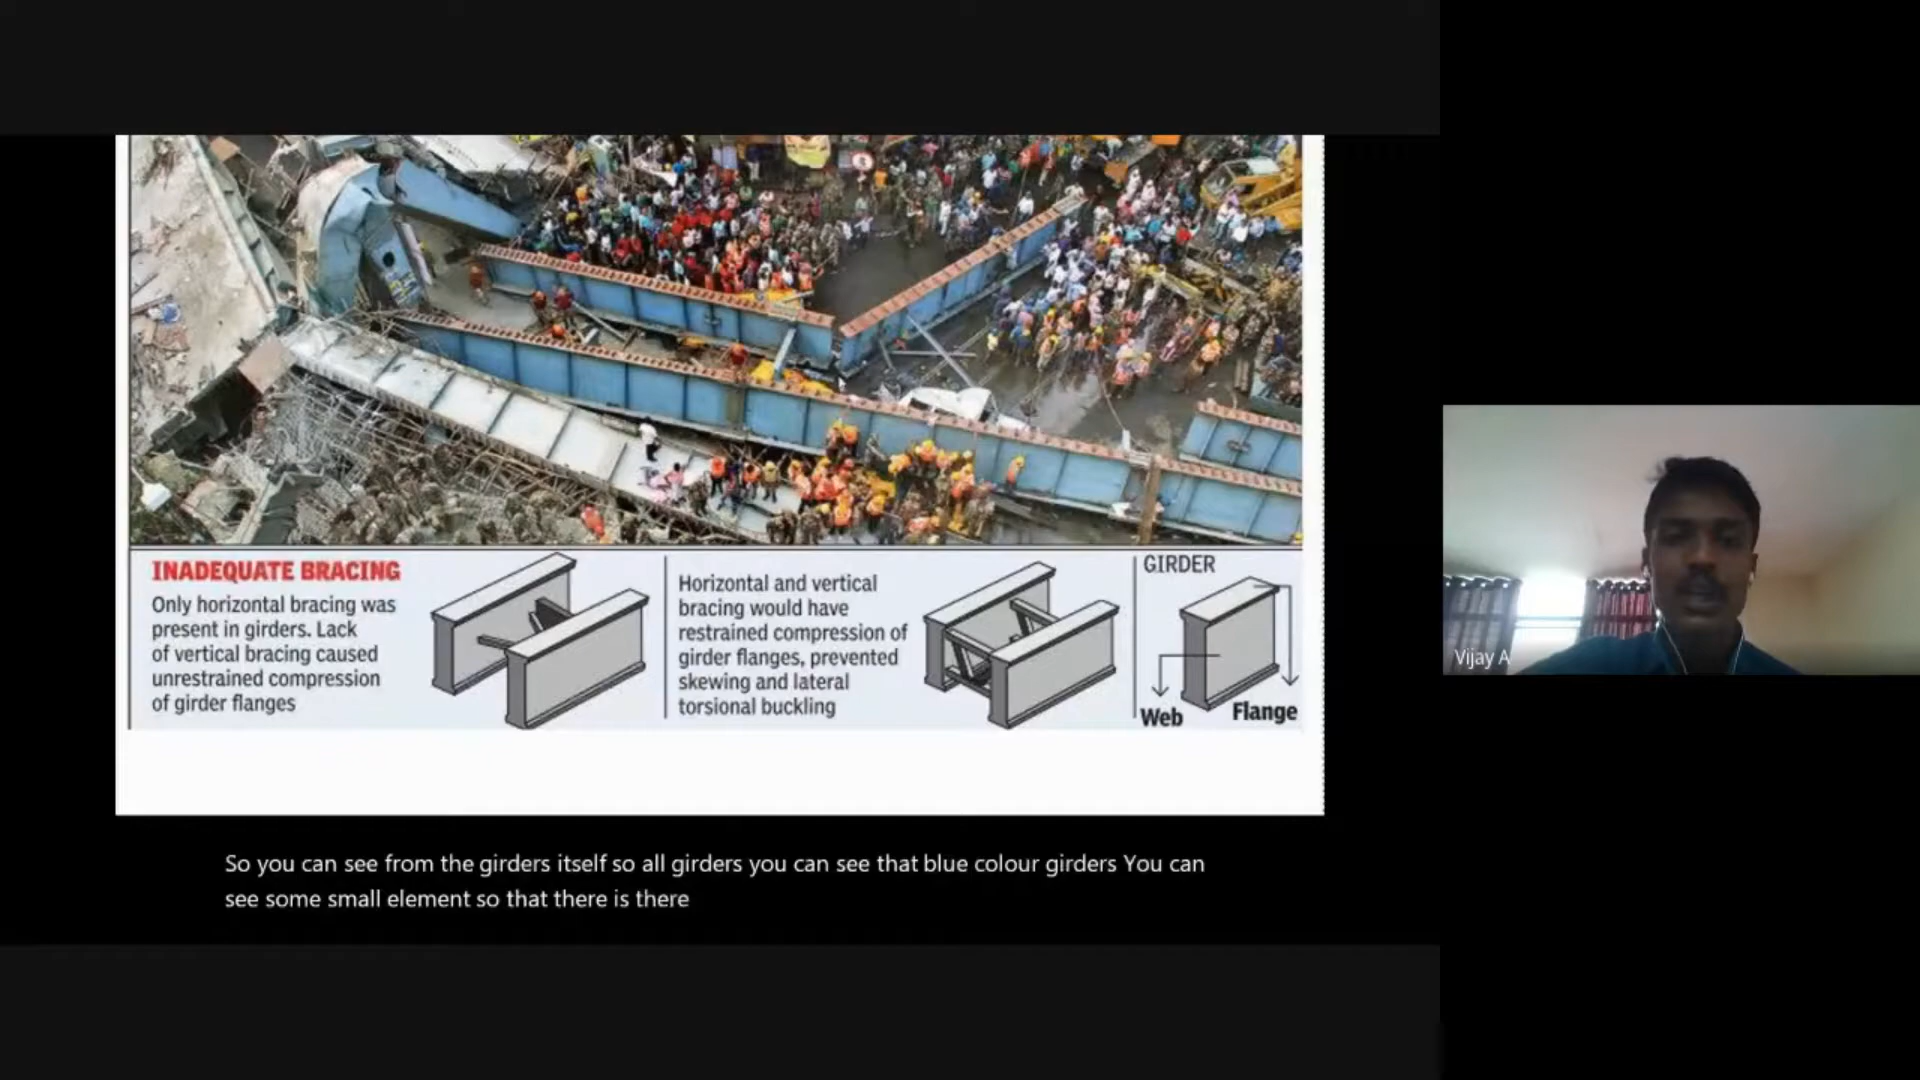 INADEQUATE BRACING
Only horizontal bracing was
present in girders. Lack
of vertical bracing caused
unrestrained compression
of girder flanges
Horizontal and vertical
bracing would have
restrained compression of
girder flanges, prevented
skewing and lateral
torsional buckling
GIRDER
Web
Flange
Vijay A
So you can see from the girders itself so all girders you can see that blue colour girders You can
see some small element so that there is there